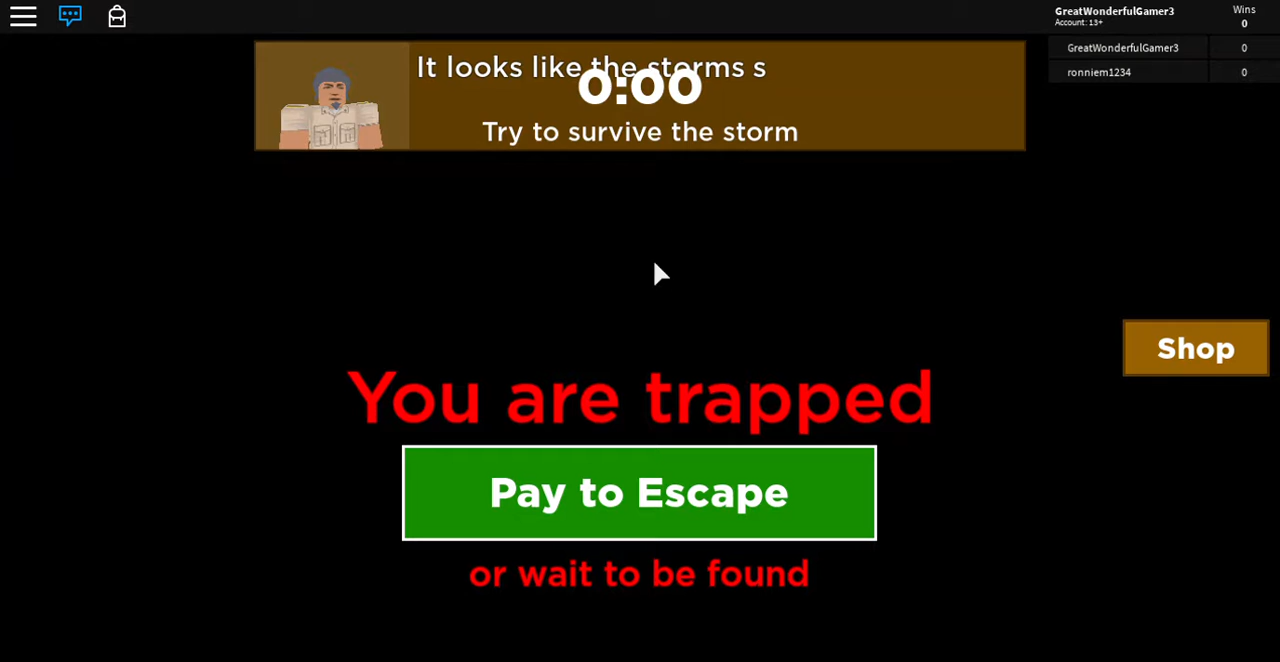 GreatWonderfulGamer3
Account: 13+
Wins
0
GreatWonderfulGamer3 0
ronniem1234 0
It looks like the storms s
0:00
Try to survive the storm
Shop
You are trapped
Pay to Escape
or wait to be found